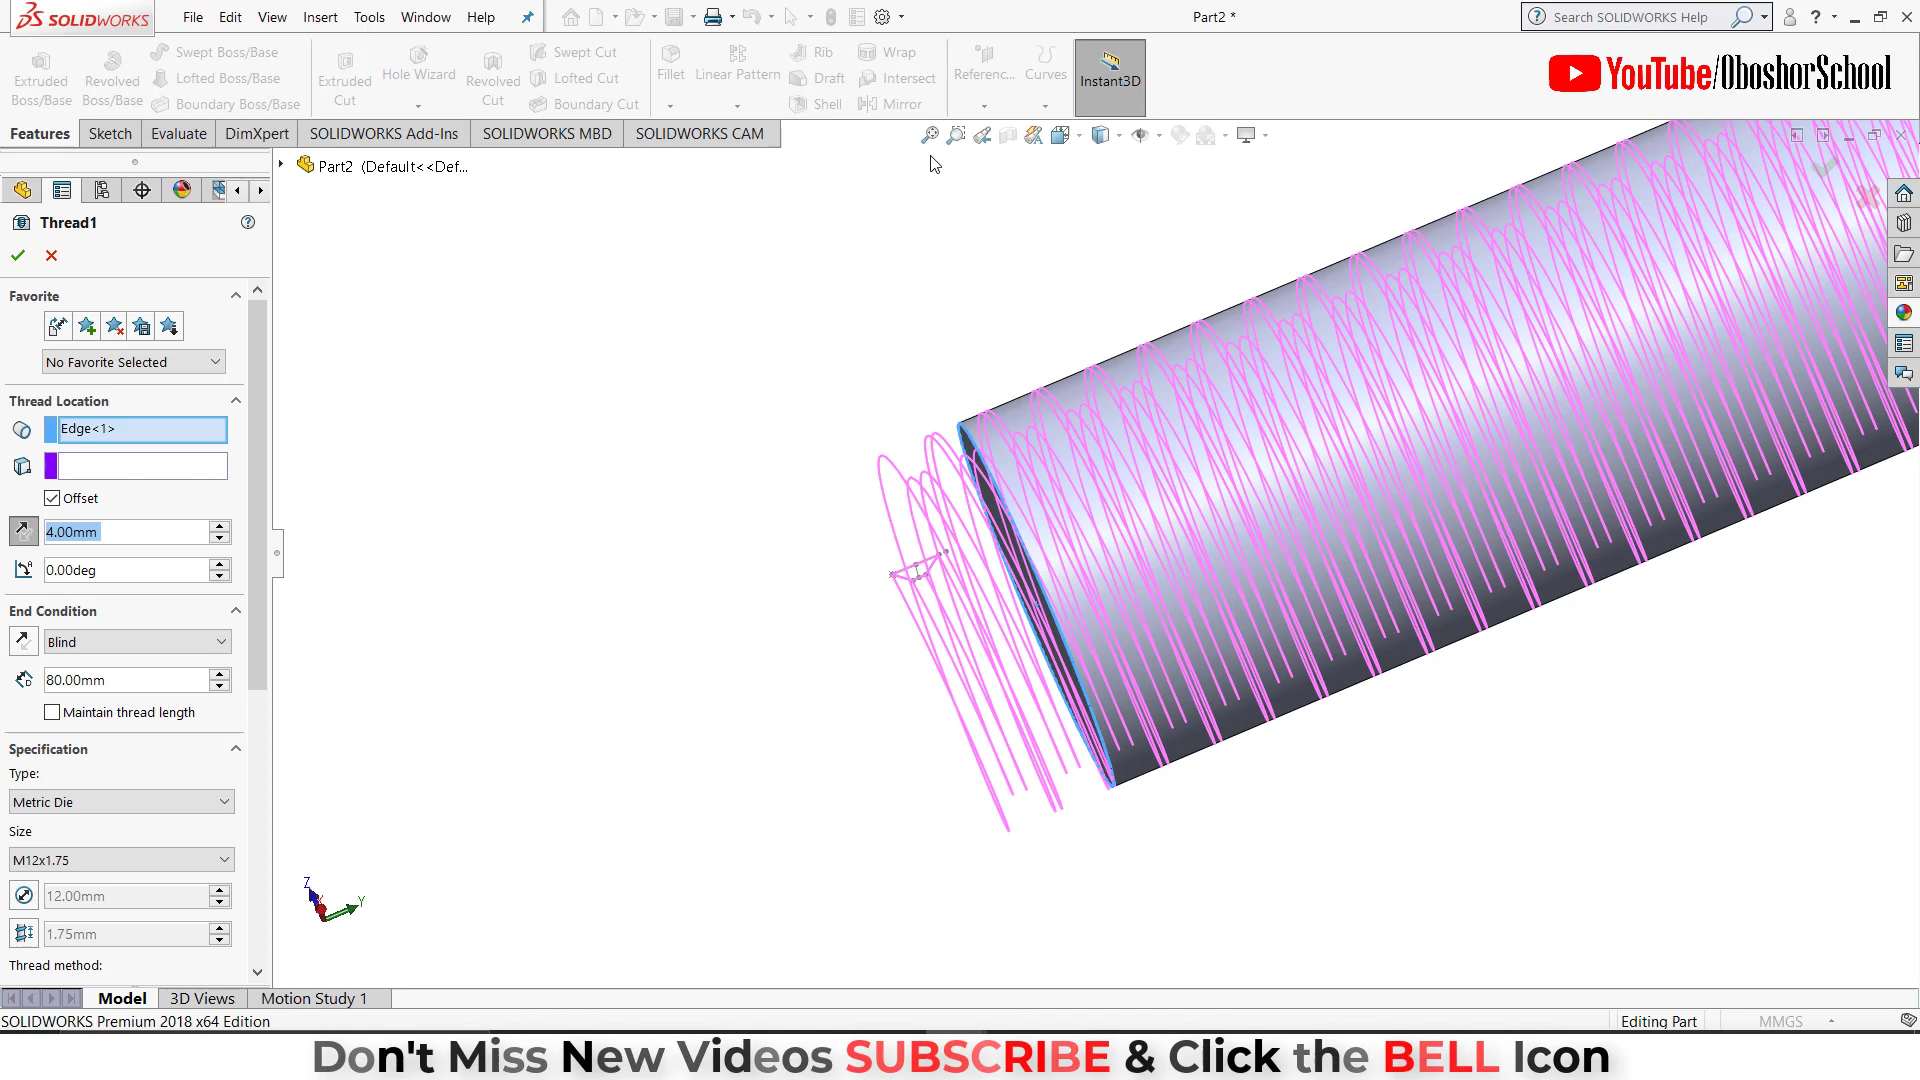 SOLIDWORKS File Edit View Insert Tools Window Help Part2 * Search SOLIDWORKS Help
Extruded Boss/Base
Revolved Boss/Base
Swept Boss/Base
Lofted Boss/Base
Boundary Boss/Base
Extruded Cut
Hole Wizard
Revolved Cut
Swept Cut
Lofted Cut
Boundary Cut
Fillet
Linear Pattern
Rib
Draft
Shell
Wrap
Intersect
Mirror
Referenc...
Curves
Instant3D
YouTube/OboshorSchool
Features Sketch Evaluate DimXpert SOLIDWORKS Add-Ins SOLIDWORKS MBD SOLIDWORKS CAM
Part2 (Default<<Def...
Thread1
Favorite
No Favorite Selected
Thread Location
Edge<1>
Offset
4.00mm
0.00deg
End Condition
Blind
80.00mm
Maintain thread length
Specification
Type:
Metric Die
Size
M12x1.75
12.00mm
1.75mm
Thread method:
Z
Y
Model 3D Views Motion Study 1
SOLIDWORKS Premium 2018 x64 Edition Editing Part MMGS
Don't Miss New Videos SUBSCRIBE & Click the BELL Icon